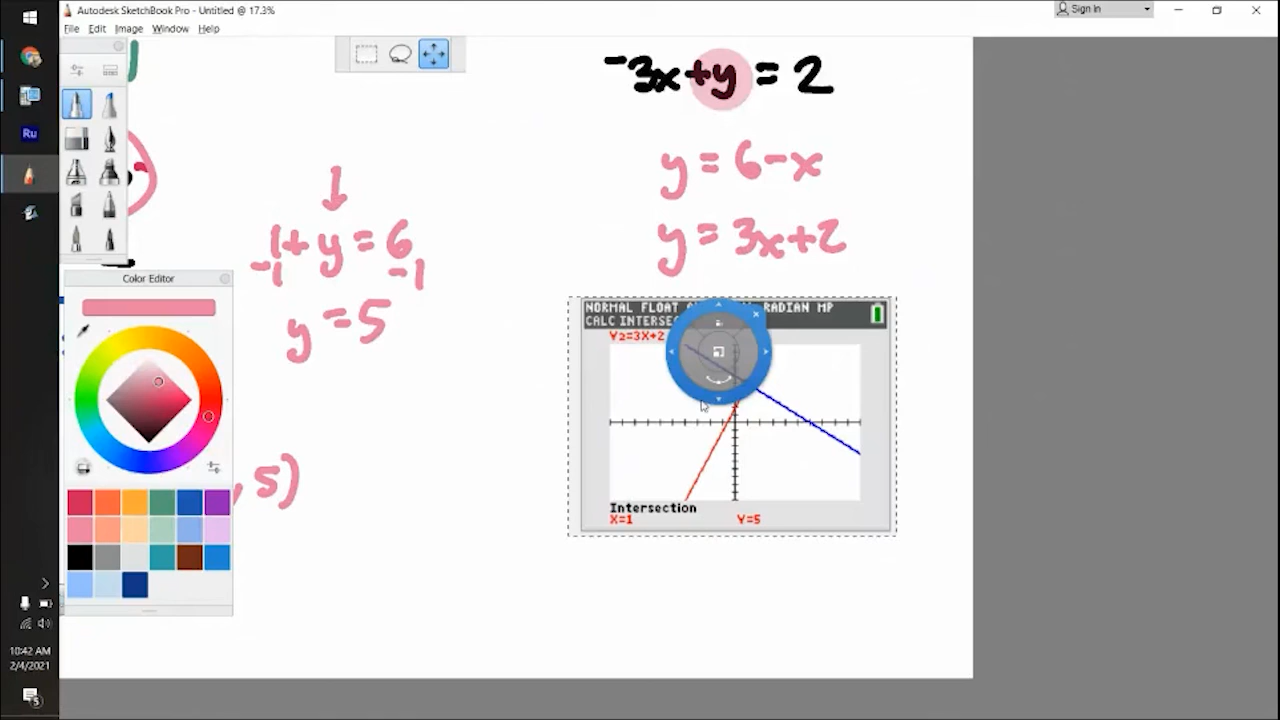 Autodesk SketchBook Pro - Untitled @ 17.3%
Sign In
File Edit Image Window Help
-3x+y = 2
y = 6-x
y = 3x+2
1+ y = 6
-1 -1
y = 5
, 5)
Ru
Color Editor
NORMAL FLOAT RADIAN MP
CALC INTERSEC
Y2=3X+2
Intersection
X=1 Y=5
10:42 AM
2/4/2021
5